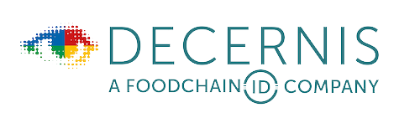 DECERNIS
A FOODCHAIN ID COMPANY